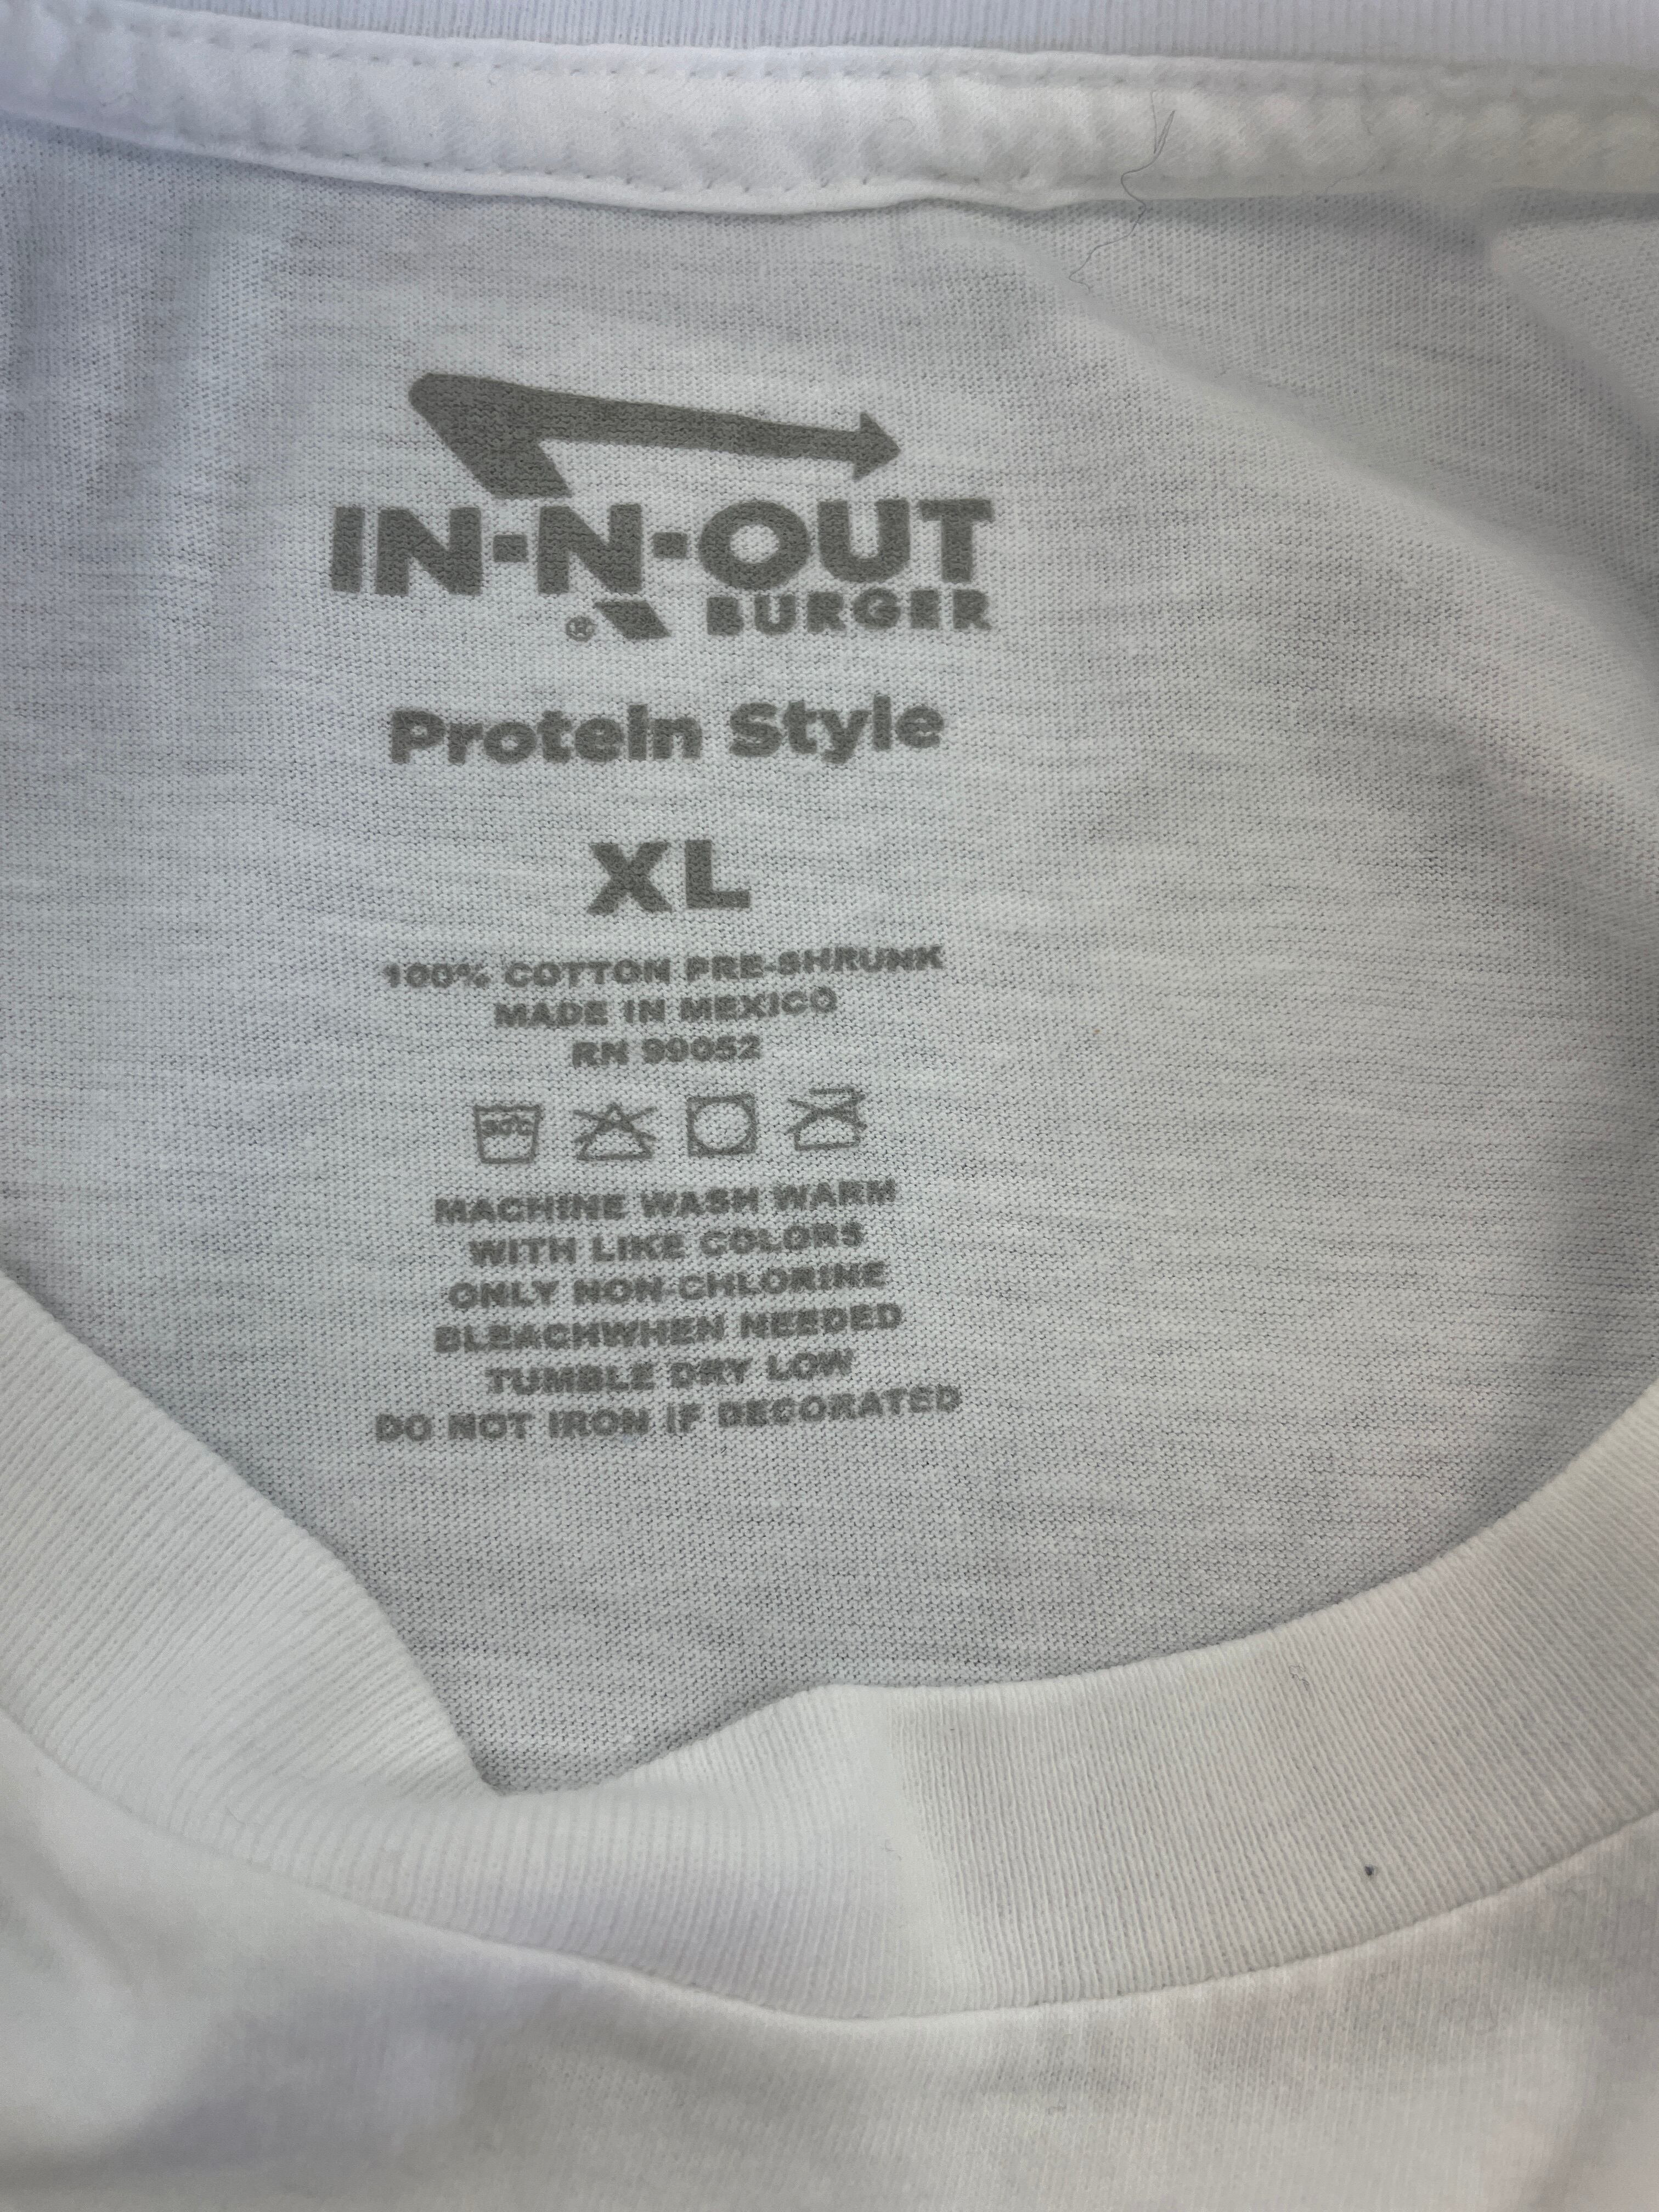 IN-N-OUT
® BURGER
Protein Style
XL
100% COTTON PRE-SHRUNK
MADE IN MEXICO
RN 99052
30°C
MACHINE WASH WARM
WITH LIKE COLORS
ONLY NON-CHLORINE
BLEACHWHEN NEEDED
TUMBLE DRY LOW
DO NOT IRON IF DECORATED